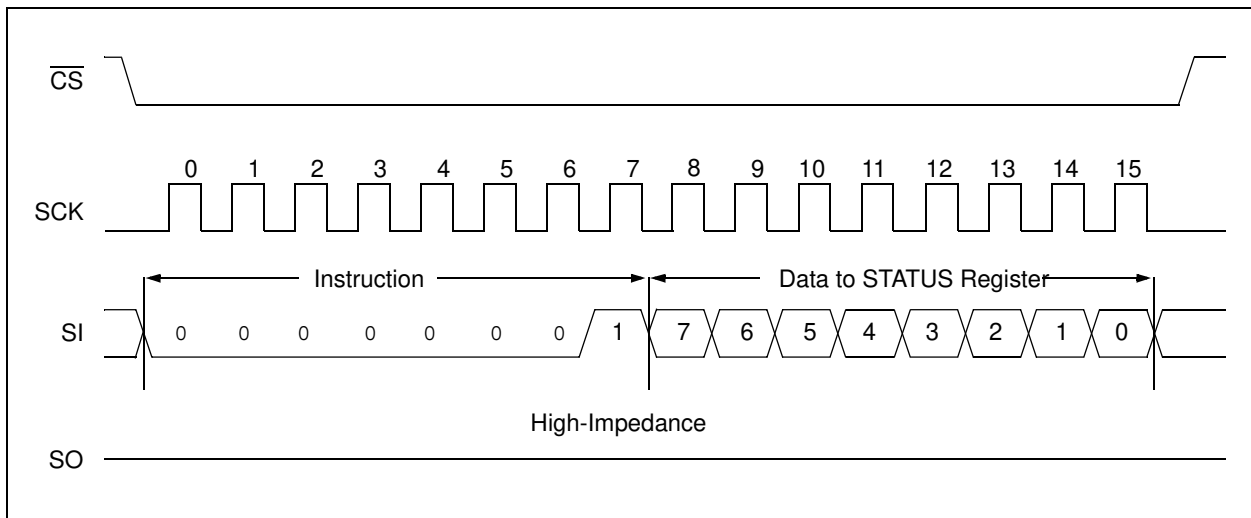 CS
0 1 2 3 4 5 6 7 8 9 10 11 12 13 14 15
SCK
Instruction Data to STATUS Register
SI 0 0 0 0 0 0 0 1 7 6 5 4 3 2 1 0
High-Impedance
SO